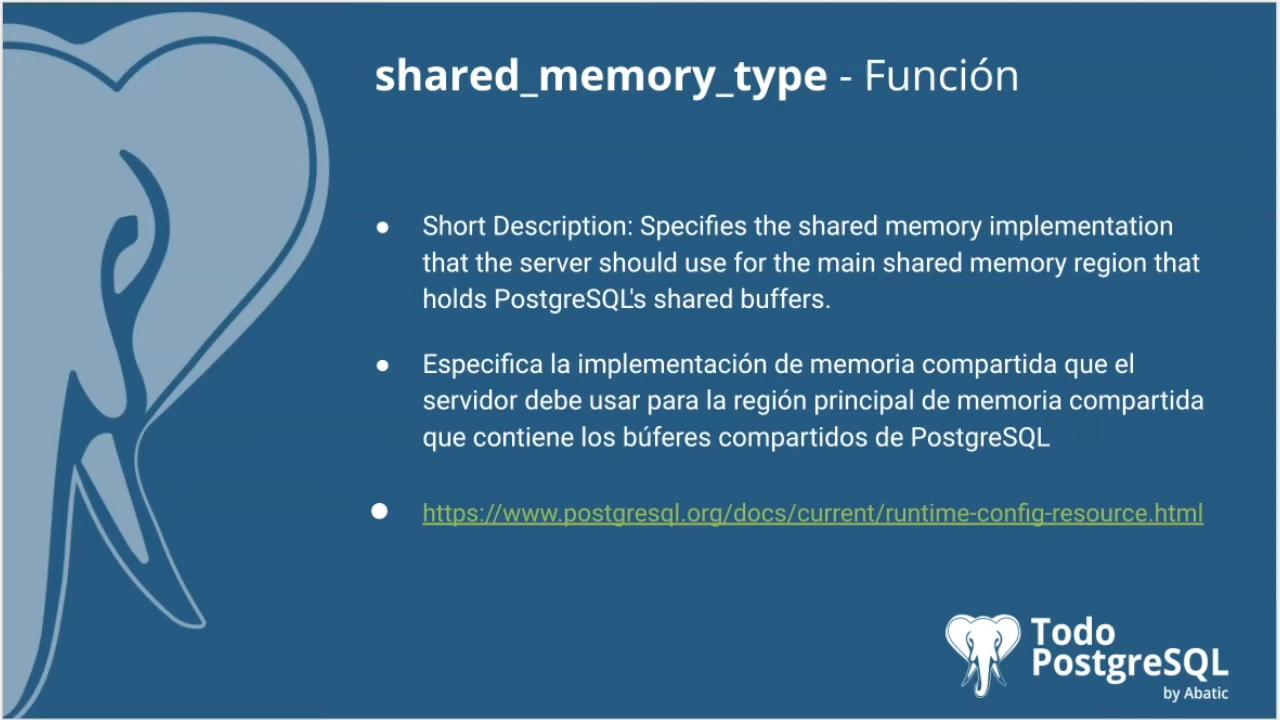 shared_memory_type - Función
● Short Description: Specifies the shared memory implementation
that the server should use for the main shared memory region that
holds PostgreSQL's shared buffers.
● Especifica la implementación de memoria compartida que el
servidor debe usar para la región principal de memoria compartida
que contiene los búferes compartidos de PostgreSQL
● https://www.postgresql.org/docs/current/runtime-config-resource.html
Todo
PostgreSQL
by Abatic